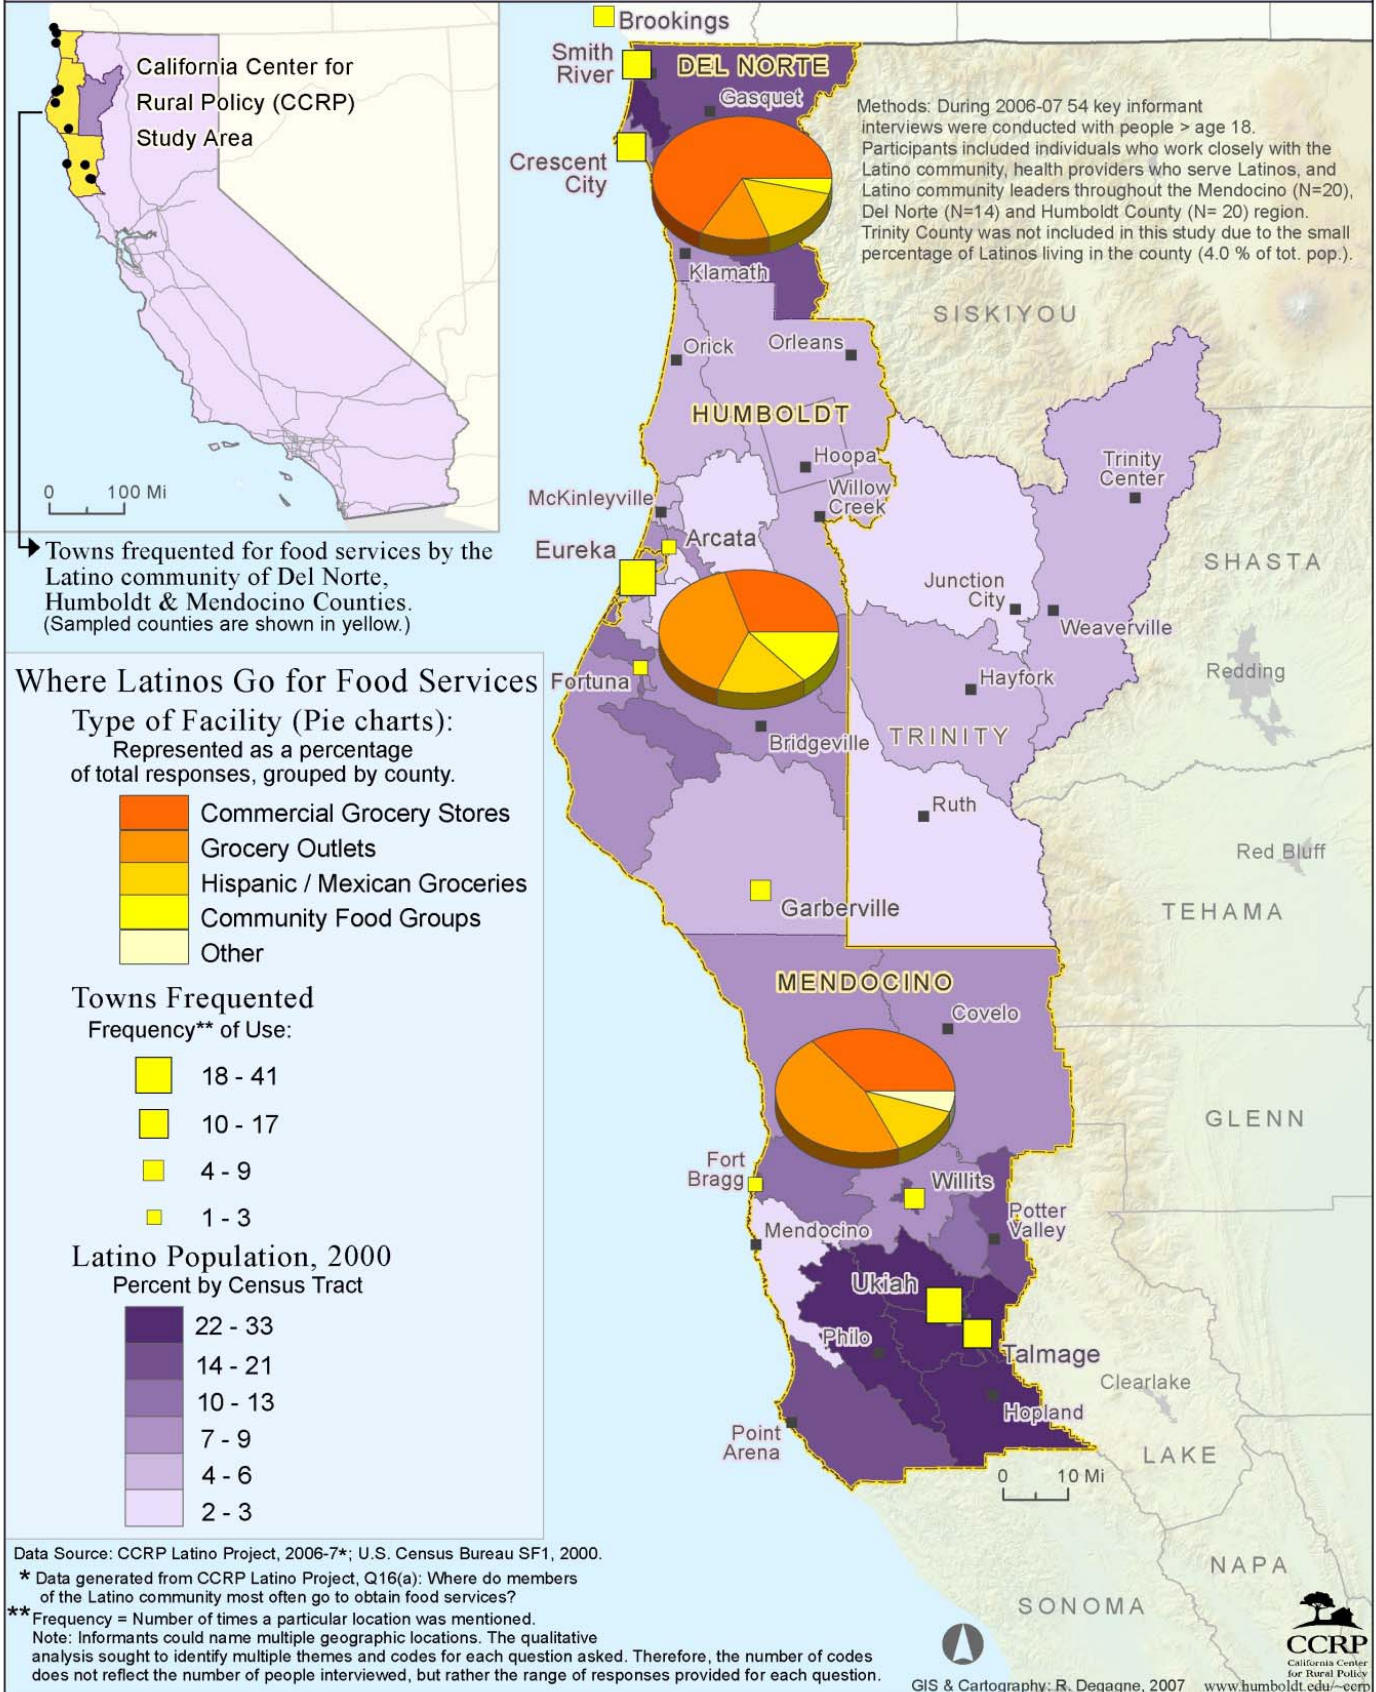 California Center for
Rural Policy (CCRP)
Study Area
0 100 Mi
Towns frequented for food services by the
Latino community of Del Norte,
Humboldt & Mendocino Counties.
(Sampled counties are shown in yellow.)
Where Latinos Go for Food Services
Type of Facility (Pie charts):
Represented as a percentage
of total responses, grouped by county.
Commercial Grocery Stores
Grocery Outlets
Hispanic / Mexican Groceries
Community Food Groups
Other
Towns Frequented
Frequency** of Use:
18 - 41
10 - 17
4 - 9
1 - 3
Latino Population, 2000
Percent by Census Tract
22 - 33
14 - 21
10 - 13
7 - 9
4 - 6
2 - 3
Brookings
Smith
River
DEL NORTE
Gasquet
Crescent
City
Klamath
Methods: During 2006-07 54 key informant
interviews were conducted with people > age 18.
Participants included individuals who work closely with the
Latino community, health providers who serve Latinos, and
Latino community leaders throughout the Mendocino (N=20),
Del Norte (N=14) and Humboldt County (N= 20) region.
Trinity County was not included in this study due to the small
percentage of Latinos living in the county (4.0 % of tot. pop.).
SISKIYOU
Orick
Orleans
HUMBOLDT
Hoopa
Willow
Creek
Trinity
Center
McKinleyville
Arcata
Eureka
SHASTA
Junction
City
Weaverville
Fortuna
Hayfork
Redding
Bridgeville
TRINITY
Ruth
Red Bluff
Garberville
TEHAMA
MENDOCINO
Covelo
GLENN
Fort
Bragg
Willits
Potter
Valley
Mendocino
Ukiah
Philo
Talmage
Clearlake
Hopland
Point
Arena
LAKE
0 10 Mi
NAPA
SONOMA
Data Source: CCRP Latino Project, 2006-7*; U.S. Census Bureau SF1, 2000.
* Data generated from CCRP Latino Project, Q16(a): Where do members
of the Latino community most often go to obtain food services?
** Frequency = Number of times a particular location was mentioned.
Note: Informants could name multiple geographic locations. The qualitative
analysis sought to identify multiple themes and codes for each question asked. Therefore, the number of codes
does not reflect the number of people interviewed, but rather the range of responses provided for each question.
GIS & Cartography: R. Degagne, 2007
CCRP
California Center
for Rural Policy
www.humboldt.edu/~ccrp